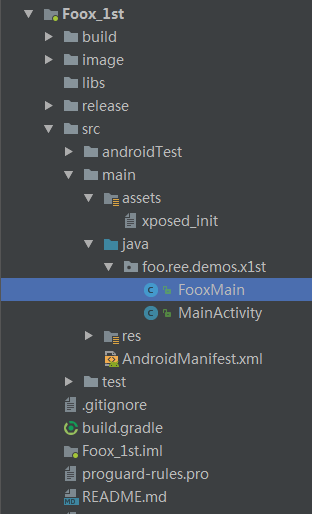 Foox_1st
build
image
libs
release
src
androidTest
main
assets
xposed_init
java
foo.ree.demos.x1st
FooxMain
MainActivity
res
AndroidManifest.xml
test
.gitignore
build.gradle
Foox_1st.iml
proguard-rules.pro
README.md